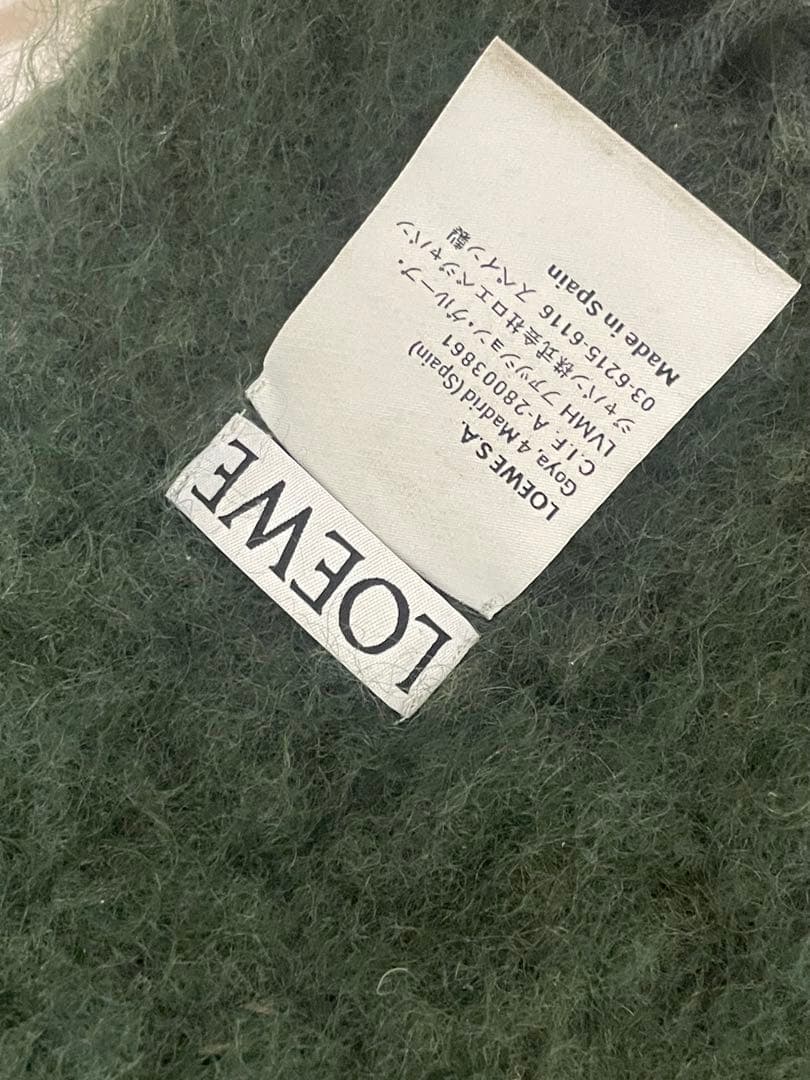 LOEWE
LOEWE S.A.
Goya, 4 Madrid (Spain)
C.I.F. A-28003861
LVMH ファッション・グループ・
ジャパン株式会社ロエベジャパン
03-6215-6116 スペイン製
Made in Spain